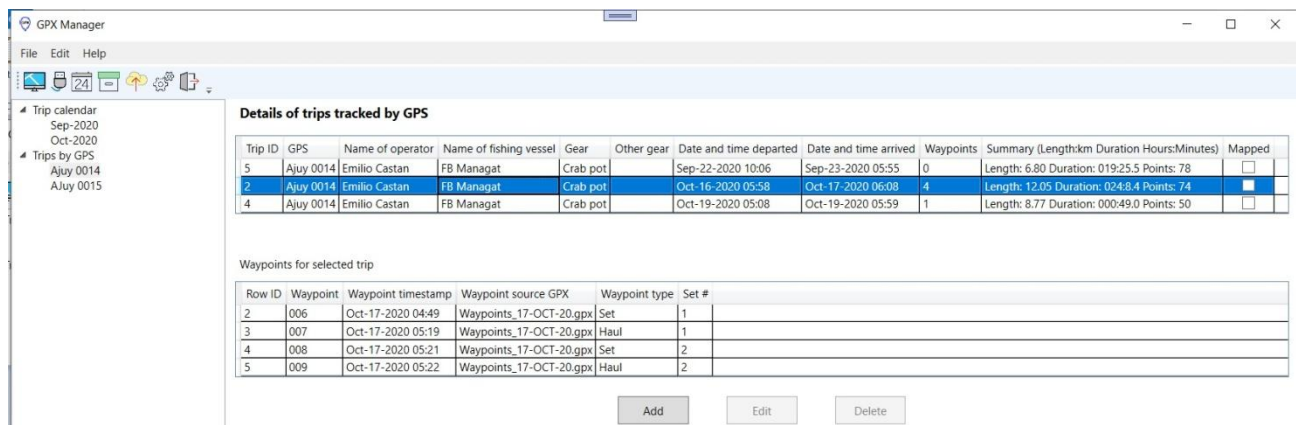 GPX Manager
File Edit Help
24
Trip calendar
Sep-2020
Oct-2020
Trips by GPS
Ajuy 0014
AJuy 0015
Details of trips tracked by GPS
Trip ID GPS Name of operator Name of fishing vessel Gear Other gear Date and time departed Date and time arrived Waypoints Summary (Length:km Duration Hours:Minutes) Mapped
5 Ajuy 0014 Emilio Castan FB Managat Crab pot Sep-22-2020 10:06 Sep-23-2020 05:55 0 Length: 6.80 Duration: 019:25.5 Points: 78
2 Ajuy 0014 Emilio Castan FB Managat Crab pot Oct-16-2020 05:58 Oct-17-2020 06:08 4 Length: 12.05 Duration: 024:8.4 Points: 74
4 Ajuy 0014 Emilio Castan FB Managat Crab pot Oct-19-2020 05:08 Oct-19-2020 05:59 1 Length: 8.77 Duration: 000:49.0 Points: 50
Waypoints for selected trip
Row ID Waypoint Waypoint timestamp Waypoint source GPX Waypoint type Set #
2 006 Oct-17-2020 04:49 Waypoints_17-OCT-20.gpx Set 1
3 007 Oct-17-2020 05:19 Waypoints_17-OCT-20.gpx Haul 1
4 008 Oct-17-2020 05:21 Waypoints_17-OCT-20.gpx Set 2
5 009 Oct-17-2020 05:22 Waypoints_17-OCT-20.gpx Haul 2
Add Edit Delete